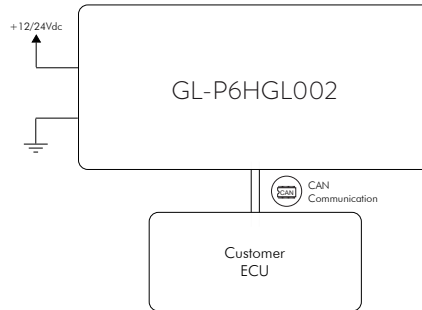 +12/24Vdc
GL-P6HGL002
CAN
CAN
Communication
Customer
ECU